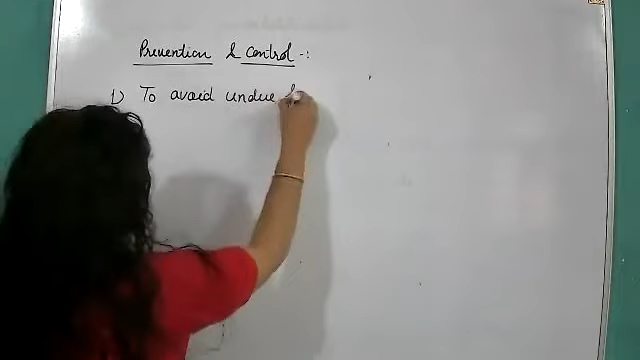 Prevention & Control -:
1) To avoid undue